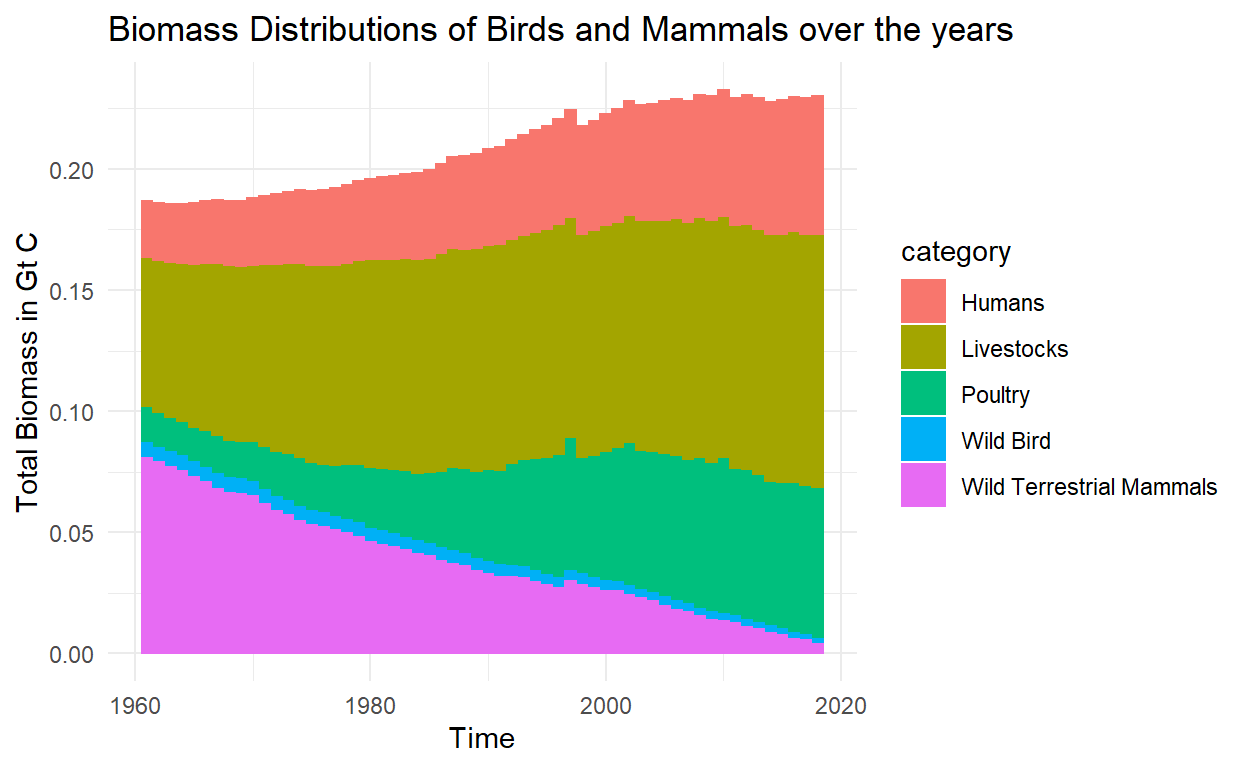 Biomass Distributions of Birds and Mammals over the years
Total Biomass in Gt C
0.20
0.15
0.10
0.05
0.00
1960 1980 2000 2020
Time
category
Humans
Livestocks
Poultry
Wild Bird
Wild Terrestrial Mammals